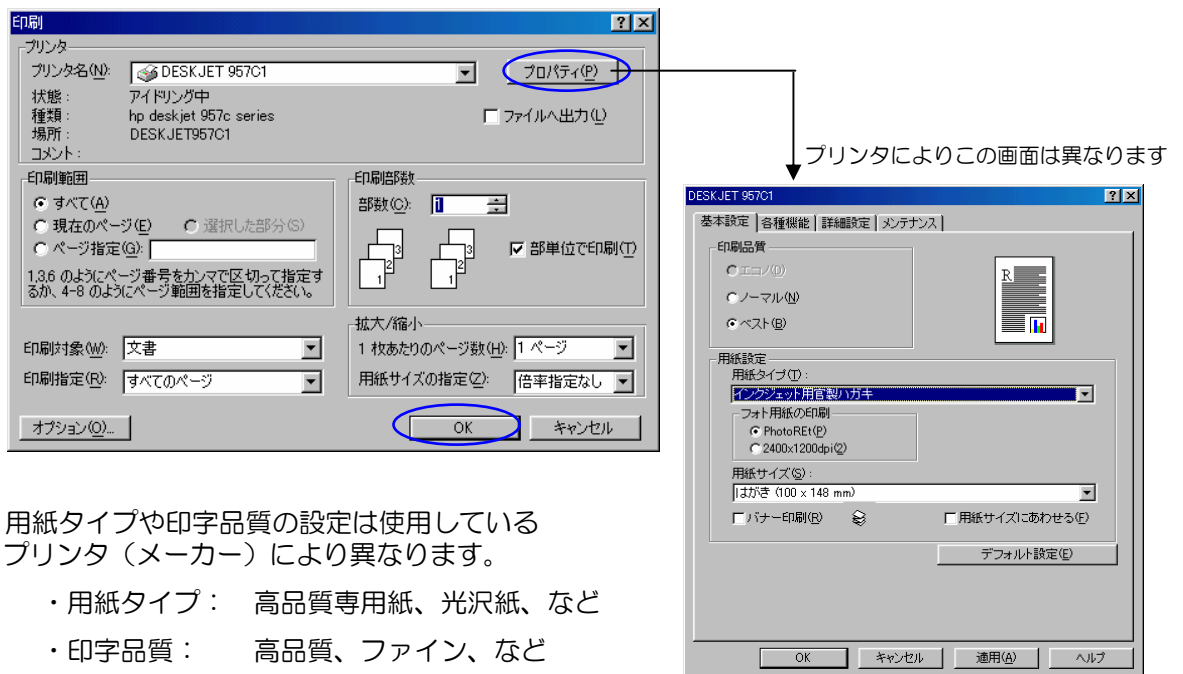 印刷
プリンタ
プリンタ名(N): DESKJET 957C1 プロパティ(P)
状態: アイドリング中
種類: hp deskjet 957c series ファイルへ出力(L)
場所: DESKJET957C1
コメント:
印刷範囲
すべて(A)
現在のページ(E) 選択した部分(S)
ページ指定(G):
1,3,6 のようにページ番号をカンマで区切って指定す
るか、4-8 のようにページ範囲を指定してください。
印刷部数
部数(C): 1
1 2 3 1 2 3
部単位で印刷(T)
印刷対象(W): 文書
印刷指定(R): すべてのページ
拡大/縮小
1 枚あたりのページ数(H): 1 ページ
用紙サイズの指定(Z): 倍率指定なし
オプション(O)... OK キャンセル
プリンタによりこの画面は異なります
DESKJET 957C1
基本設定 各種機能 詳細設定 メンテナンス
印刷品質
エコノ(O)
ノーマル(N)
ベスト(B)
R
用紙設定
用紙タイプ(T):
インクジェット用官製ハガキ
フォト用紙の印刷
PhotoREt(P)
2400x1200dpi(2)
用紙サイズ(S):
はがき (100 x 148 mm)
バナー印刷(R) 用紙サイズにあわせる(F)
デフォルト設定(E)
OK キャンセル 適用(A) ヘルプ
用紙タイプや印字品質の設定は使用している
プリンタ（メーカー）により異なります。
・用紙タイプ： 高品質専用紙、光沢紙、など
・印字品質： 高品質、ファイン、など